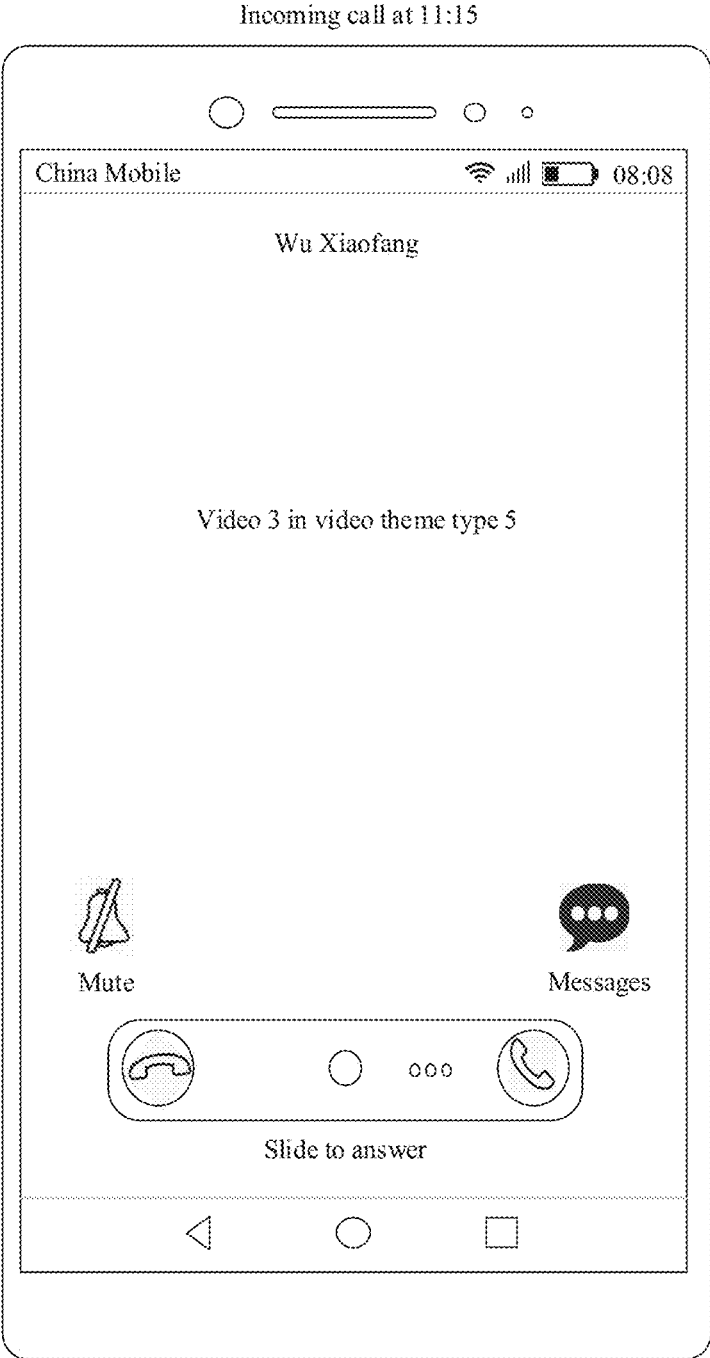 Incoming call at 11:15
China Mobile 08:08
Wu Xiaofang
Video 3 in video theme type 5
Mute Messages
Slide to answer